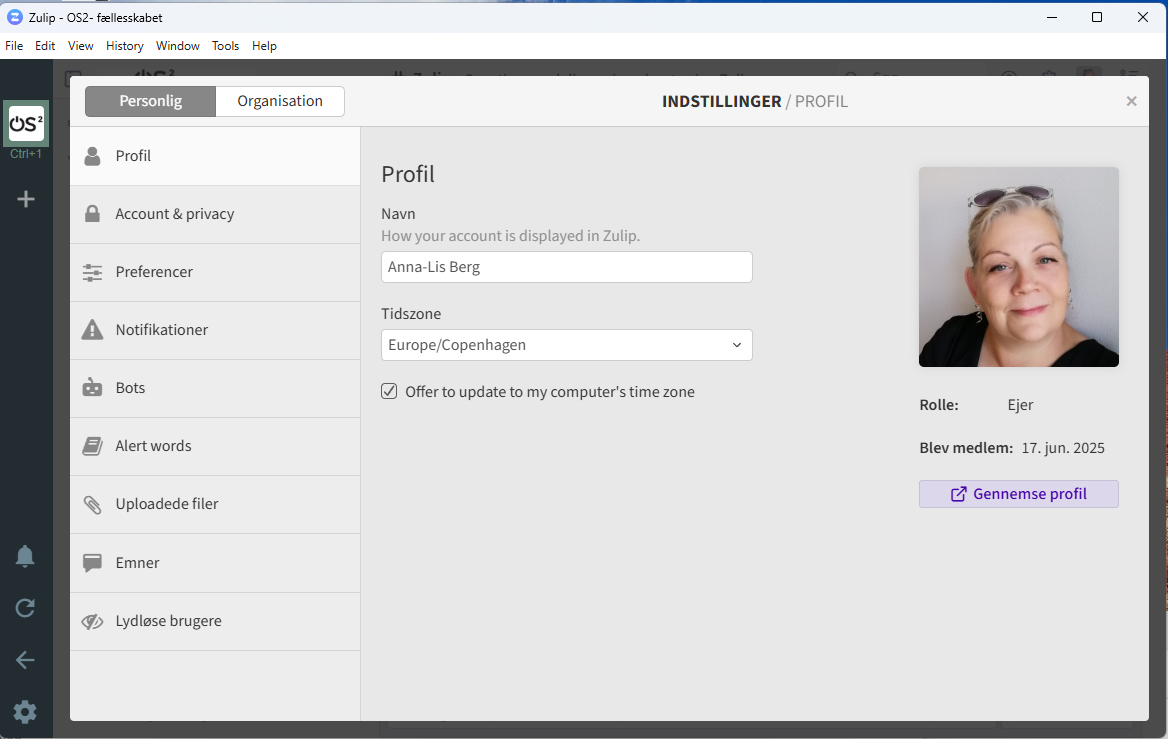 Zulip - OS2- fællesskabet
File Edit View History Window Tools Help
OS²
Ctrl+1
Personlig Organisation
INDSTILLINGER / PROFIL
Profil
Account & privacy
Preferencer
Notifikationer
Bots
Alert words
Uploadede filer
Emner
Lydløse brugere
Profil
Navn
How your account is displayed in Zulip.
Anna-Lis Berg
Tidszone
Europe/Copenhagen
Offer to update to my computer's time zone
Rolle: Ejer
Blev medlem: 17. jun. 2025
Gennemse profil